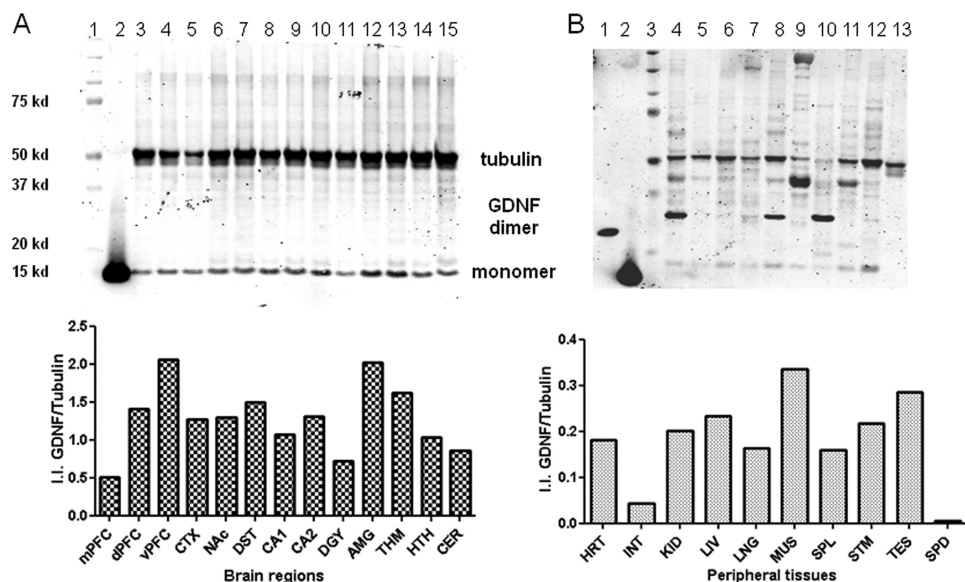 A
1 2 3 4 5 6 7 8 9 10 11 12 13 14 15
75 kd
50 kd
37 kd
20 kd
15 kd
tubulin
GDNF
dimer
monomer
B
1 2 3 4 5 6 7 8 9 10 11 12 13
I.I. GDNF/Tubulin
2.5
2.0
1.5
1.0
0.5
0.0
mPFC dPFC vPFC CTX NAc DST CA1 CA2 DGY AMG THM HTH CER
Brain regions
I.I. GDNF/Tubulin
0.4
0.3
0.2
0.1
0.0
HRT INT KID LIV LNG MUS SPL STM TES SPD
Peripheral tissues